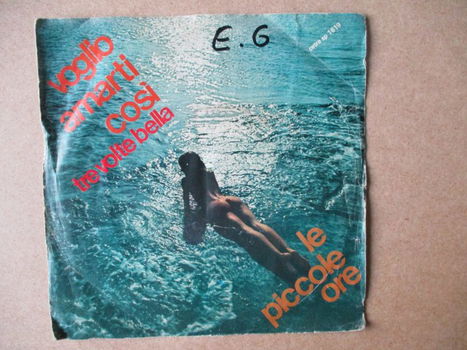 E. G
voglio
amarti
così
tre volte bella
le
piccole
ore